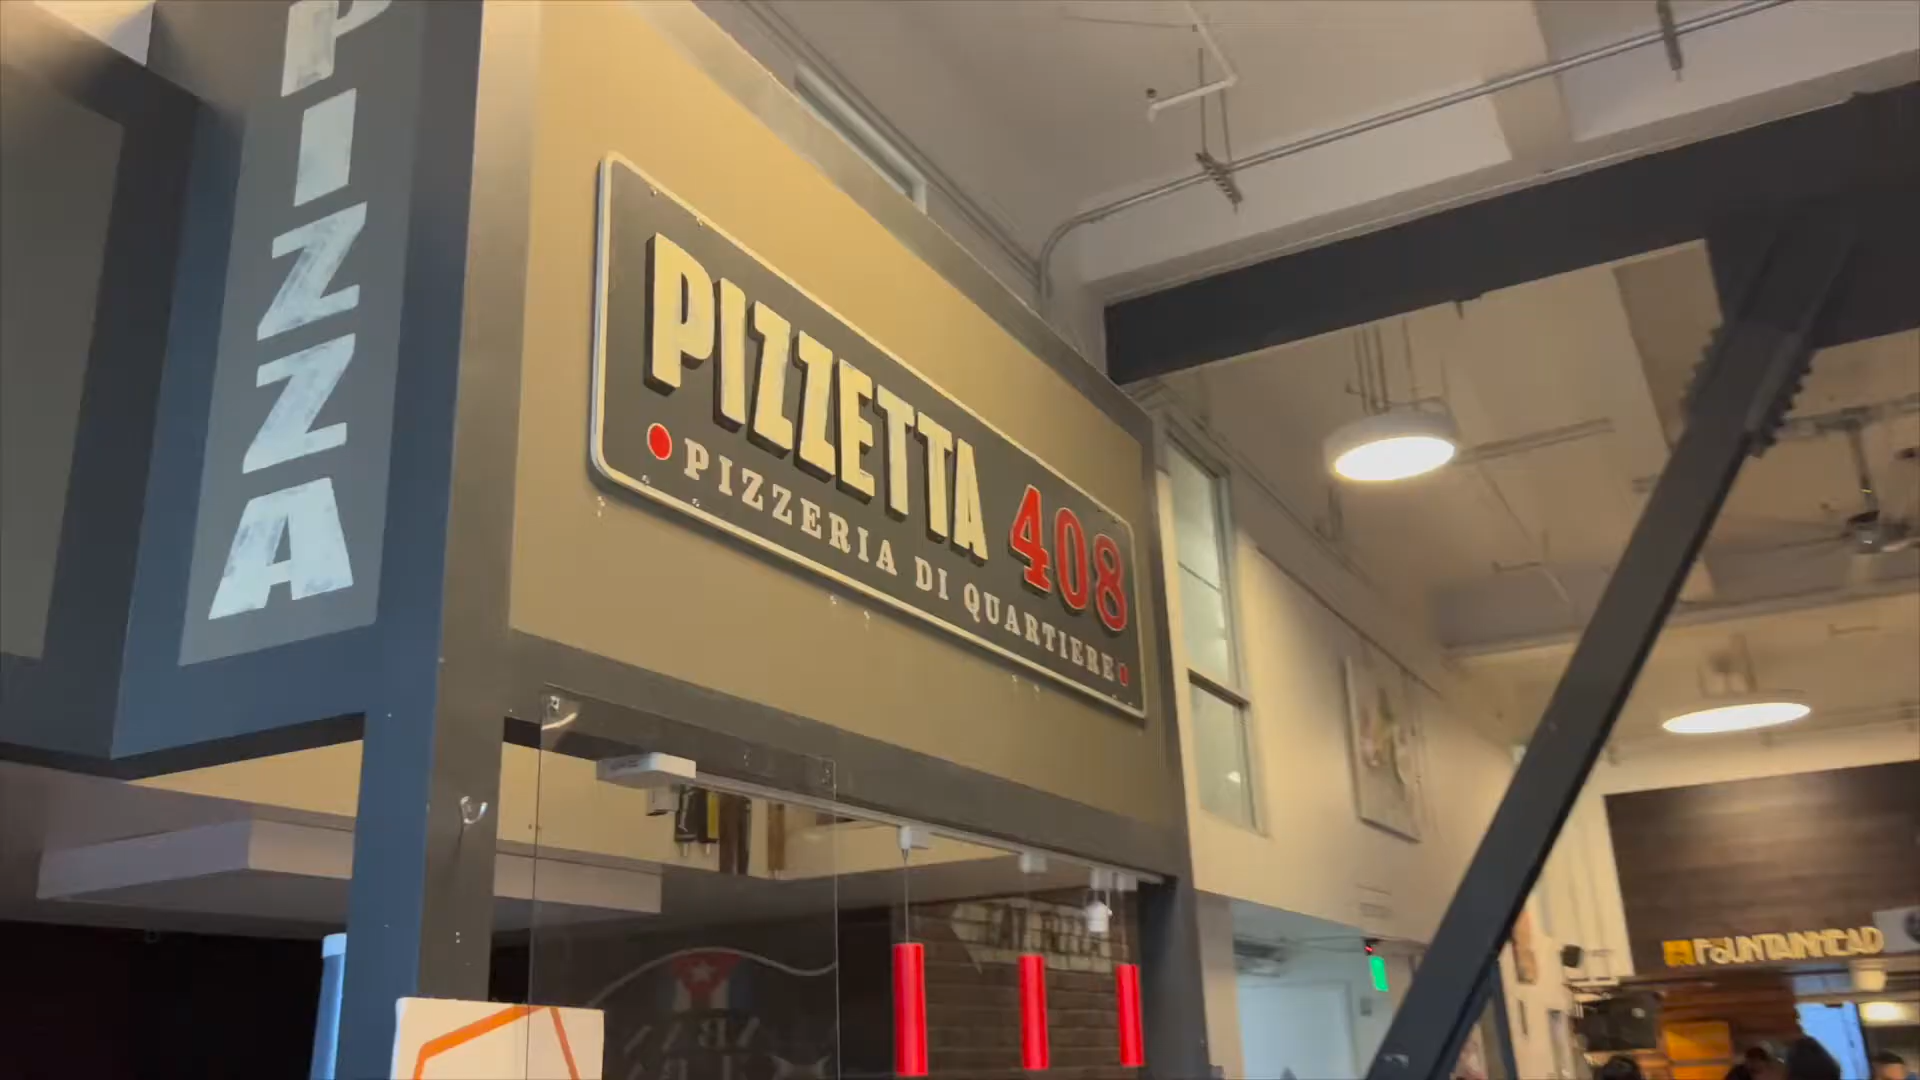 PIZZA
PIZZETTA 408
PIZZERIA DI QUARTIERE
FOUNTAINHEAD